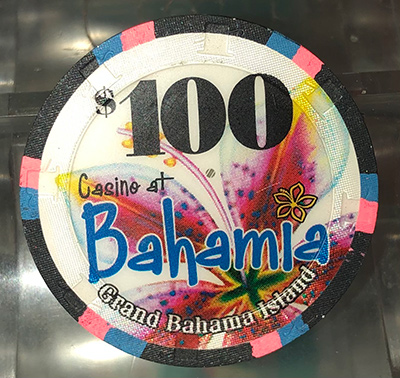 $100
Casino at
Bahamia
Grand Bahama Island